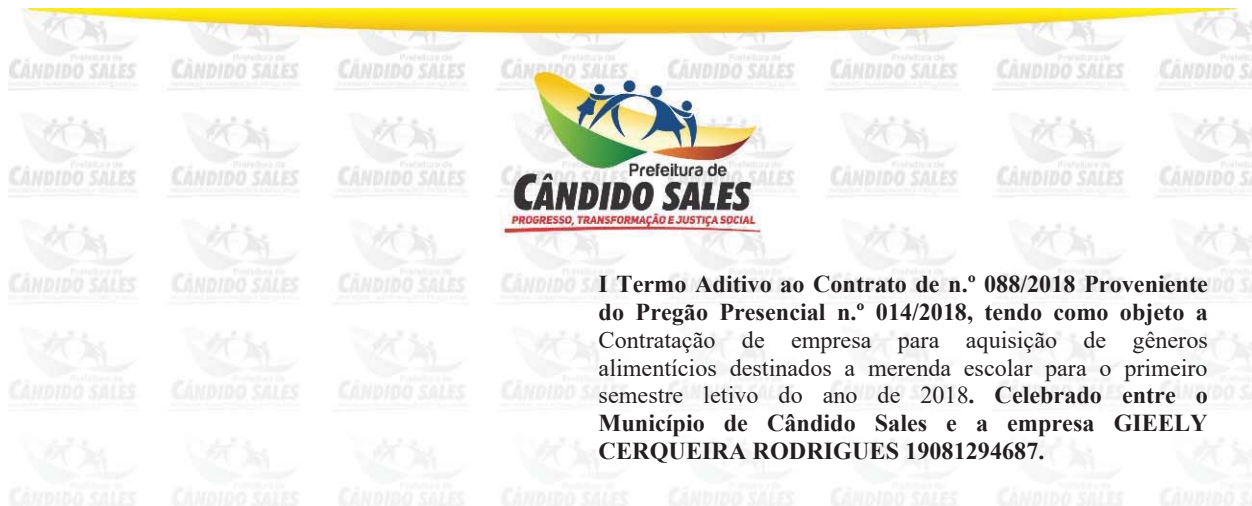 Prefeitura de
CÂNDIDO SALES
PROGRESSO, TRANSFORMAÇÃO E JUSTIÇA SOCIAL
I Termo Aditivo ao Contrato de n.º 088/2018 Proveniente
do Pregão Presencial n.º 014/2018, tendo como objeto a
Contratação de empresa para aquisição de gêneros
alimentícios destinados a merenda escolar para o primeiro
semestre letivo do ano de 2018. Celebrado entre o
Município de Cândido Sales e a empresa GIEELY
CERQUEIRA RODRIGUES 19081294687.